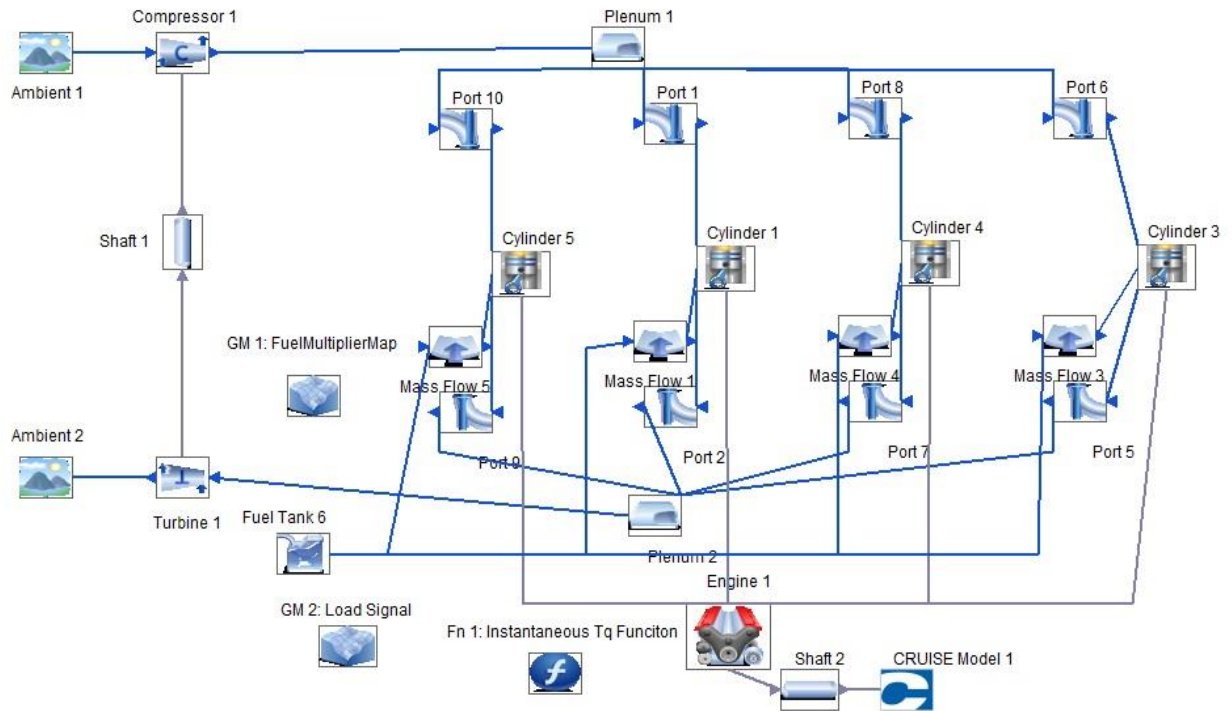 Compressor 1
Plenum 1
Ambient 1
Port 10
Port 1
Port 8
Port 6
Shaft 1
Cylinder 5
Cylinder 1
Cylinder 4
Cylinder 3
C
GM 1: FuelMultiplierMap
Mass Flow 5
Mass Flow 1
Mass Flow 4
Mass Flow 3
Ambient 2
Port 9
Port 2
Port 7
Port 5
T
Turbine 1
Fuel Tank 6
Plenum 2
Engine 1
GM 2: Load Signal
Fn 1: Instantaneous Tq Funciton
f
Shaft 2
CRUISE Model 1